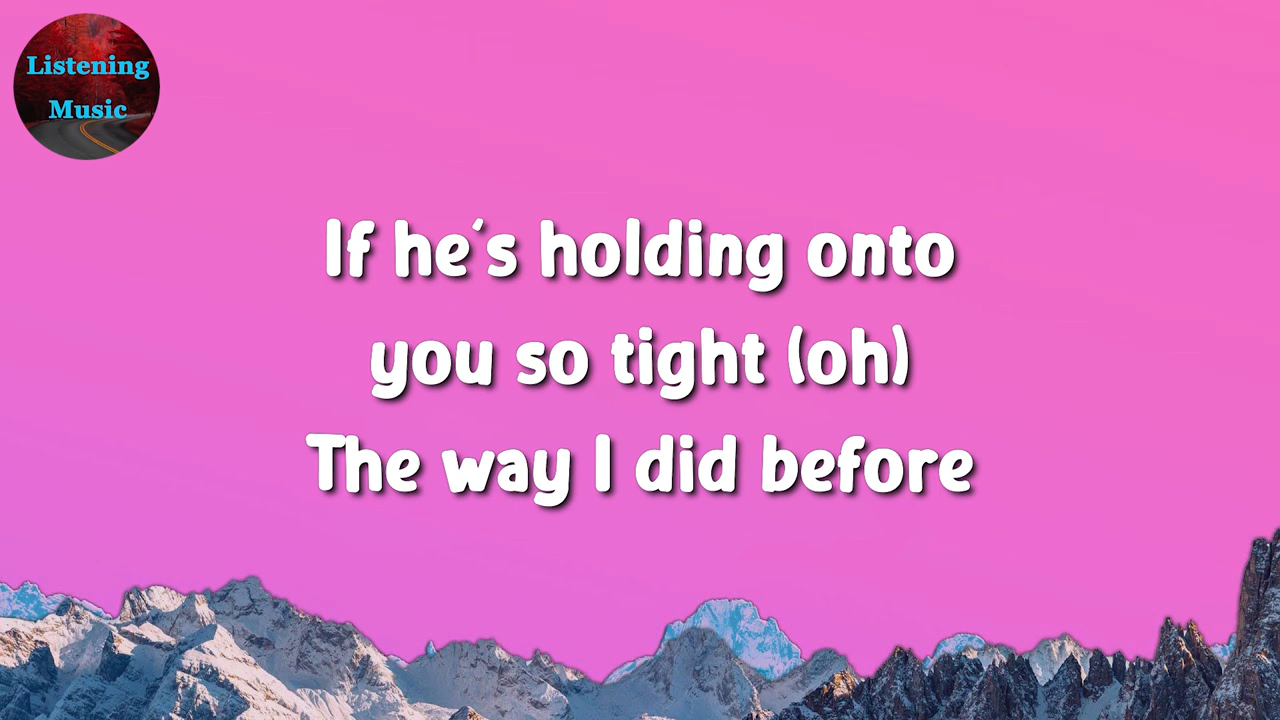 Listening
Music
If he's holding onto
you so tight (oh)
The way I did before